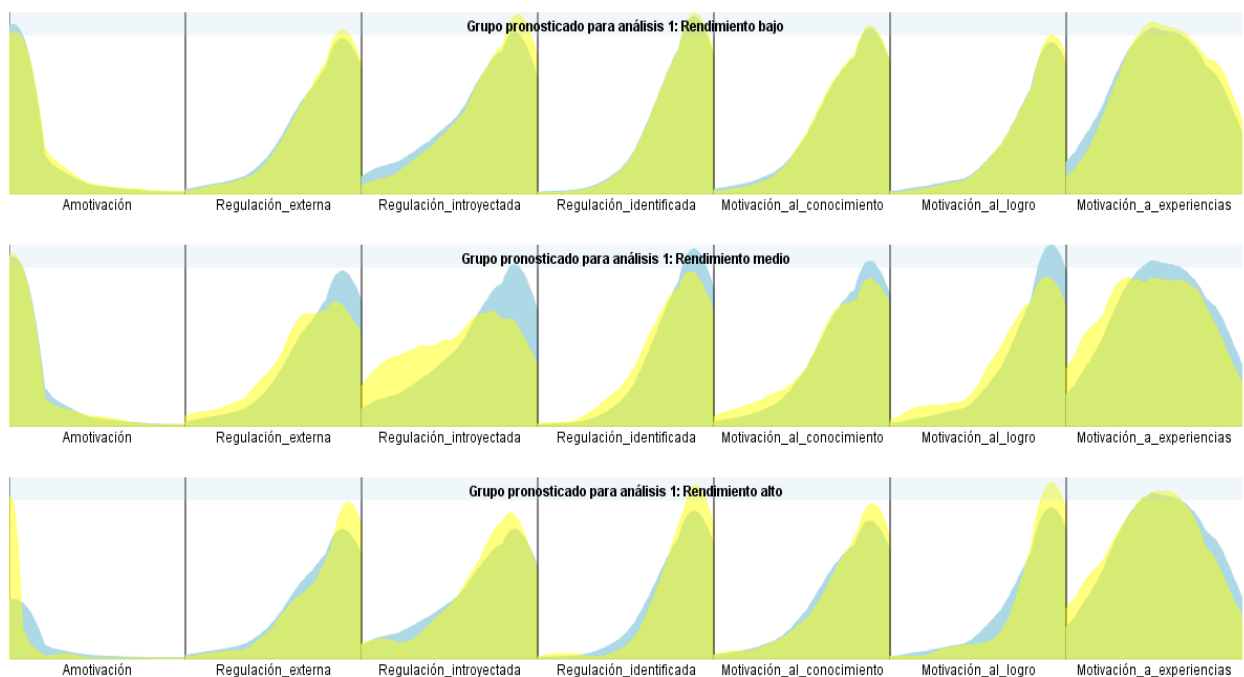 Grupo pronosticado para análisis 1: Rendimiento bajo
Amotivación Regulación_externa Regulación_introyectada Regulación_identificada Motivación_al_conocimiento Motivación_al_logro Motivación_a_experiencias
Grupo pronosticado para análisis 1: Rendimiento medio
Amotivación Regulación_externa Regulación_introyectada Regulación_identificada Motivación_al_conocimiento Motivación_al_logro Motivación_a_experiencias
Grupo pronosticado para análisis 1: Rendimiento alto
Amotivación Regulación_externa Regulación_introyectada Regulación_identificada Motivación_al_conocimiento Motivación_al_logro Motivación_a_experiencias